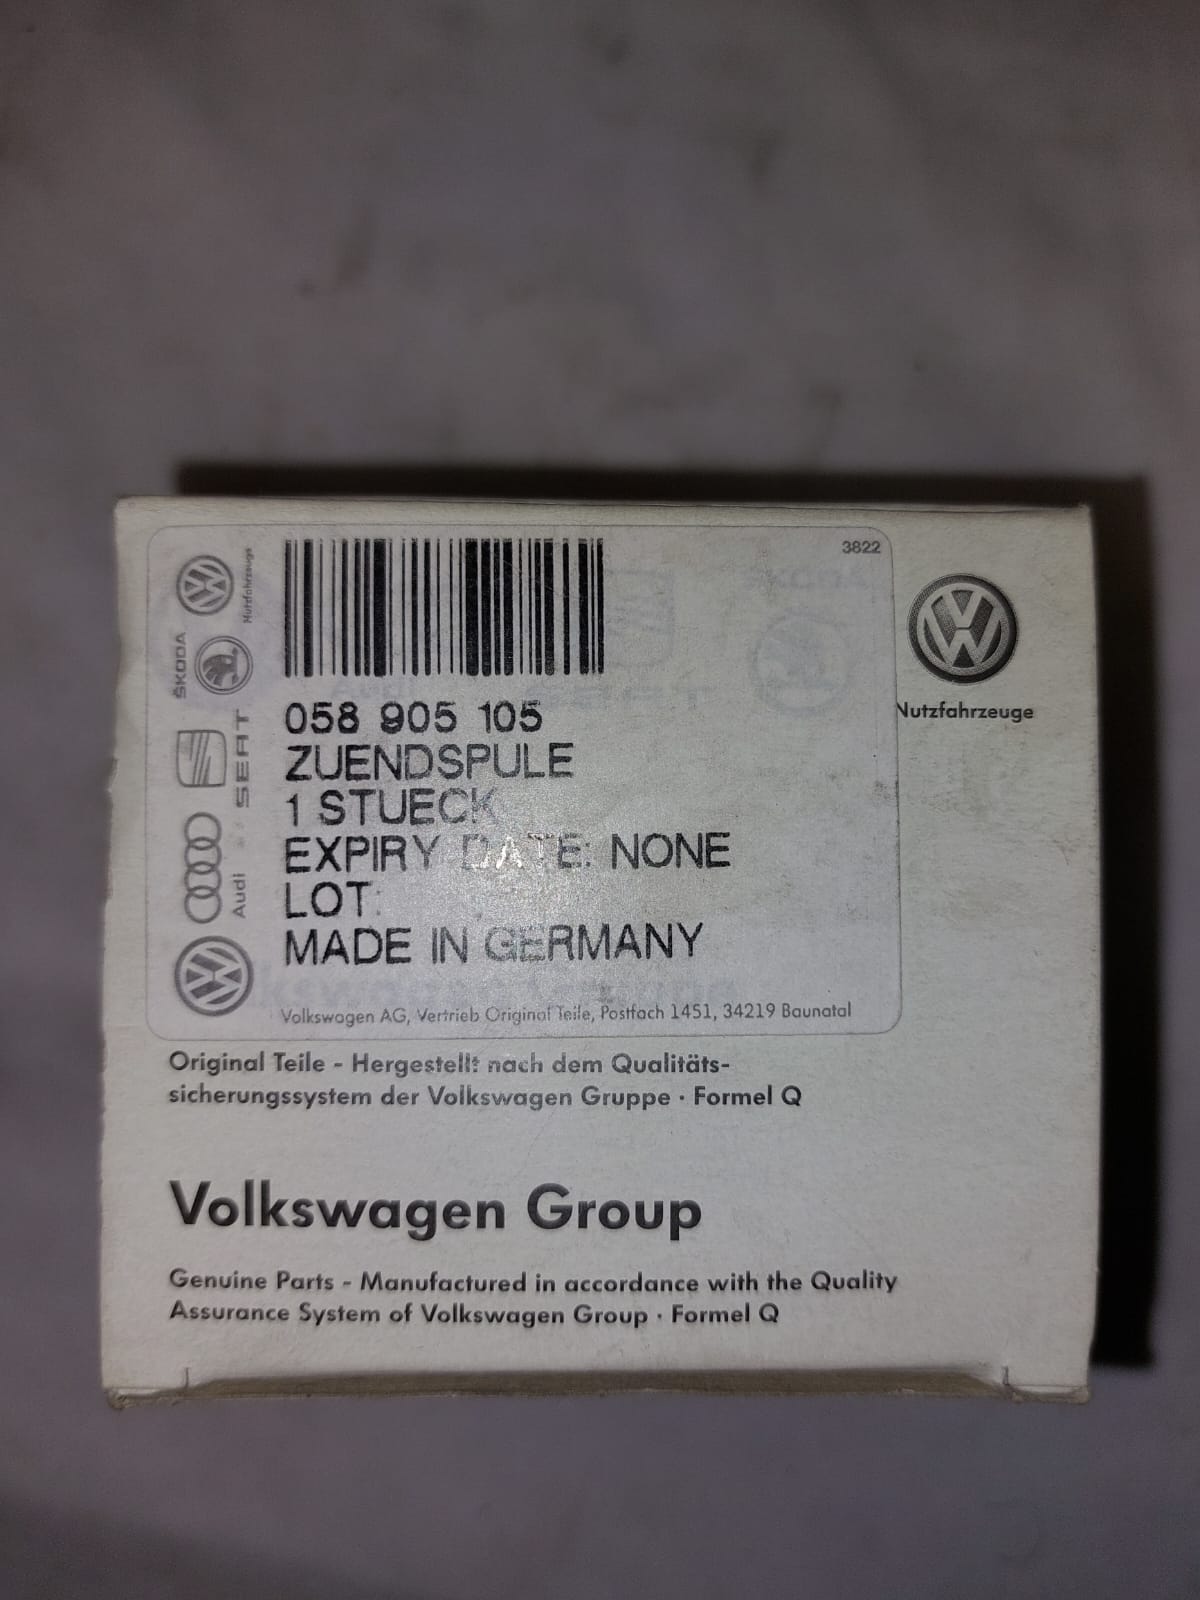 3822
Nutzfahrzeuge
ŠKODA
SEAT
Audi
058 905 105
ZUENDSPULE
1 STUECK
EXPIRY DATE: NONE
LOT:
MADE IN GERMANY
Volkswagen AG, Vertrieb Original Teile, Postfach 1451, 34219 Baunatal
Nutzfahrzeuge
Original Teile - Hergestellt nach dem Qualitäts-
sicherungssystem der Volkswagen Gruppe · Formel Q
Volkswagen Group
Genuine Parts - Manufactured in accordance with the Quality
Assurance System of Volkswagen Group · Formel Q